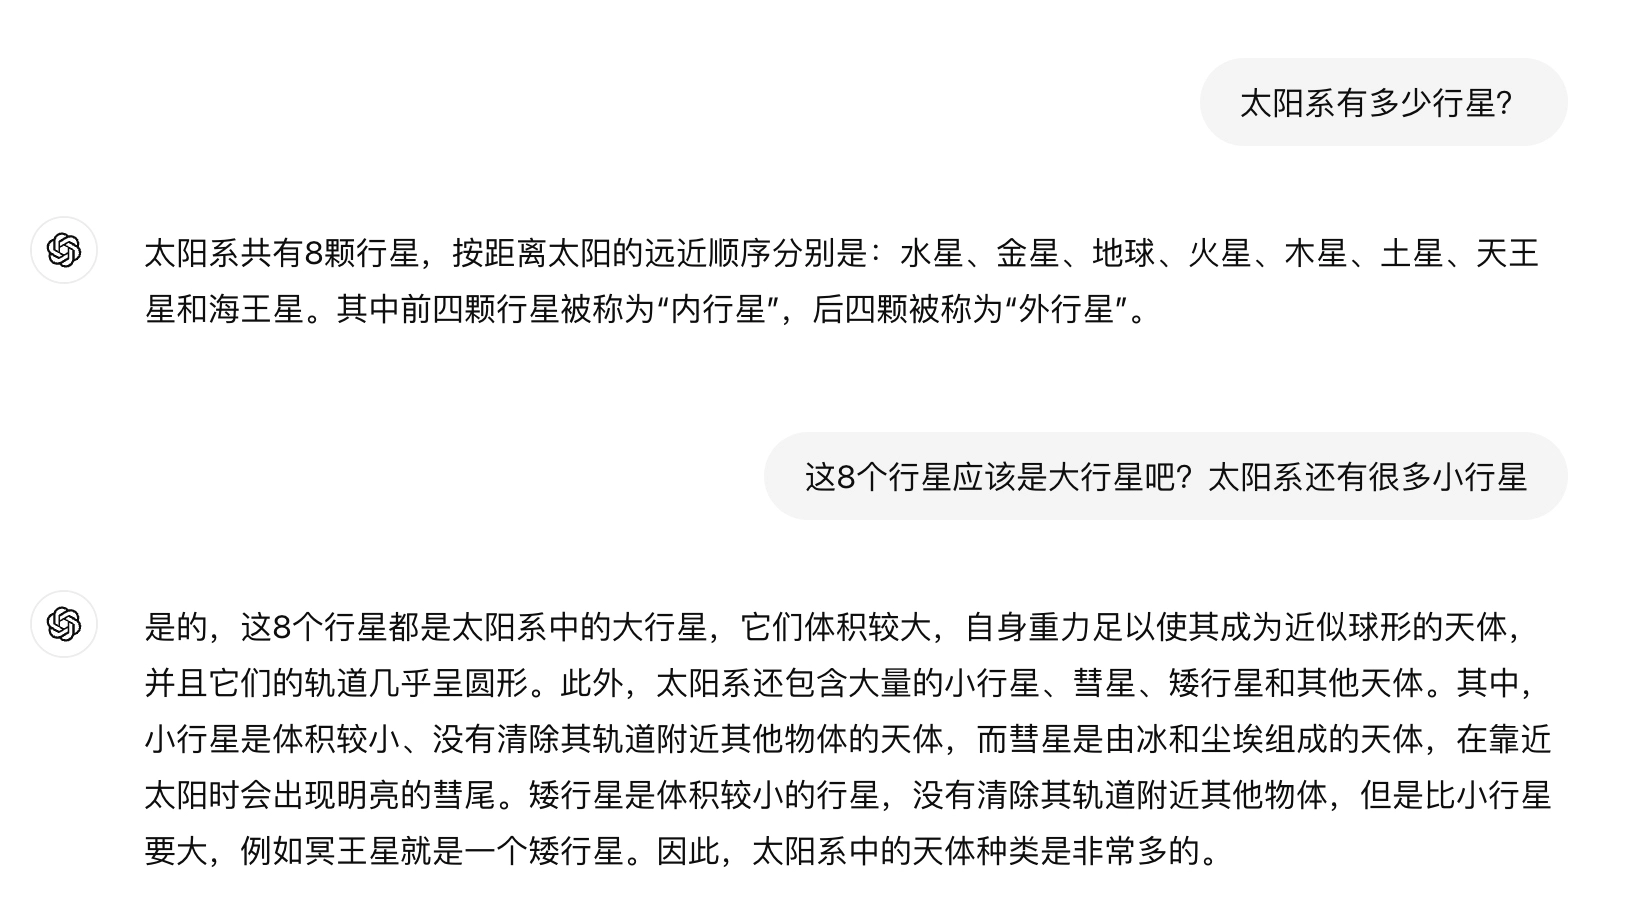 太阳系有多少行星？
太阳系共有8颗行星，按距离太阳的远近顺序分别是：水星、金星、地球、火星、木星、土星、天王
星和海王星。其中前四颗行星被称为“内行星”，后四颗被称为“外行星”。
这8个行星应该是大行星吧？太阳系还有很多小行星
是的，这8个行星都是太阳系中的大行星，它们体积较大，自身重力足以使其成为近似球形的天体，
并且它们的轨道几乎呈圆形。此外，太阳系还包含大量的小行星、彗星、矮行星和其他天体。其中，
小行星是体积较小、没有清除其轨道附近其他物体的天体，而彗星是由冰和尘埃组成的天体，在靠近
太阳时会出现明亮的彗尾。矮行星是体积较小的行星，没有清除其轨道附近其他物体，但是比小行星
要大，例如冥王星就是一个矮行星。因此，太阳系中的天体种类是非常多的。